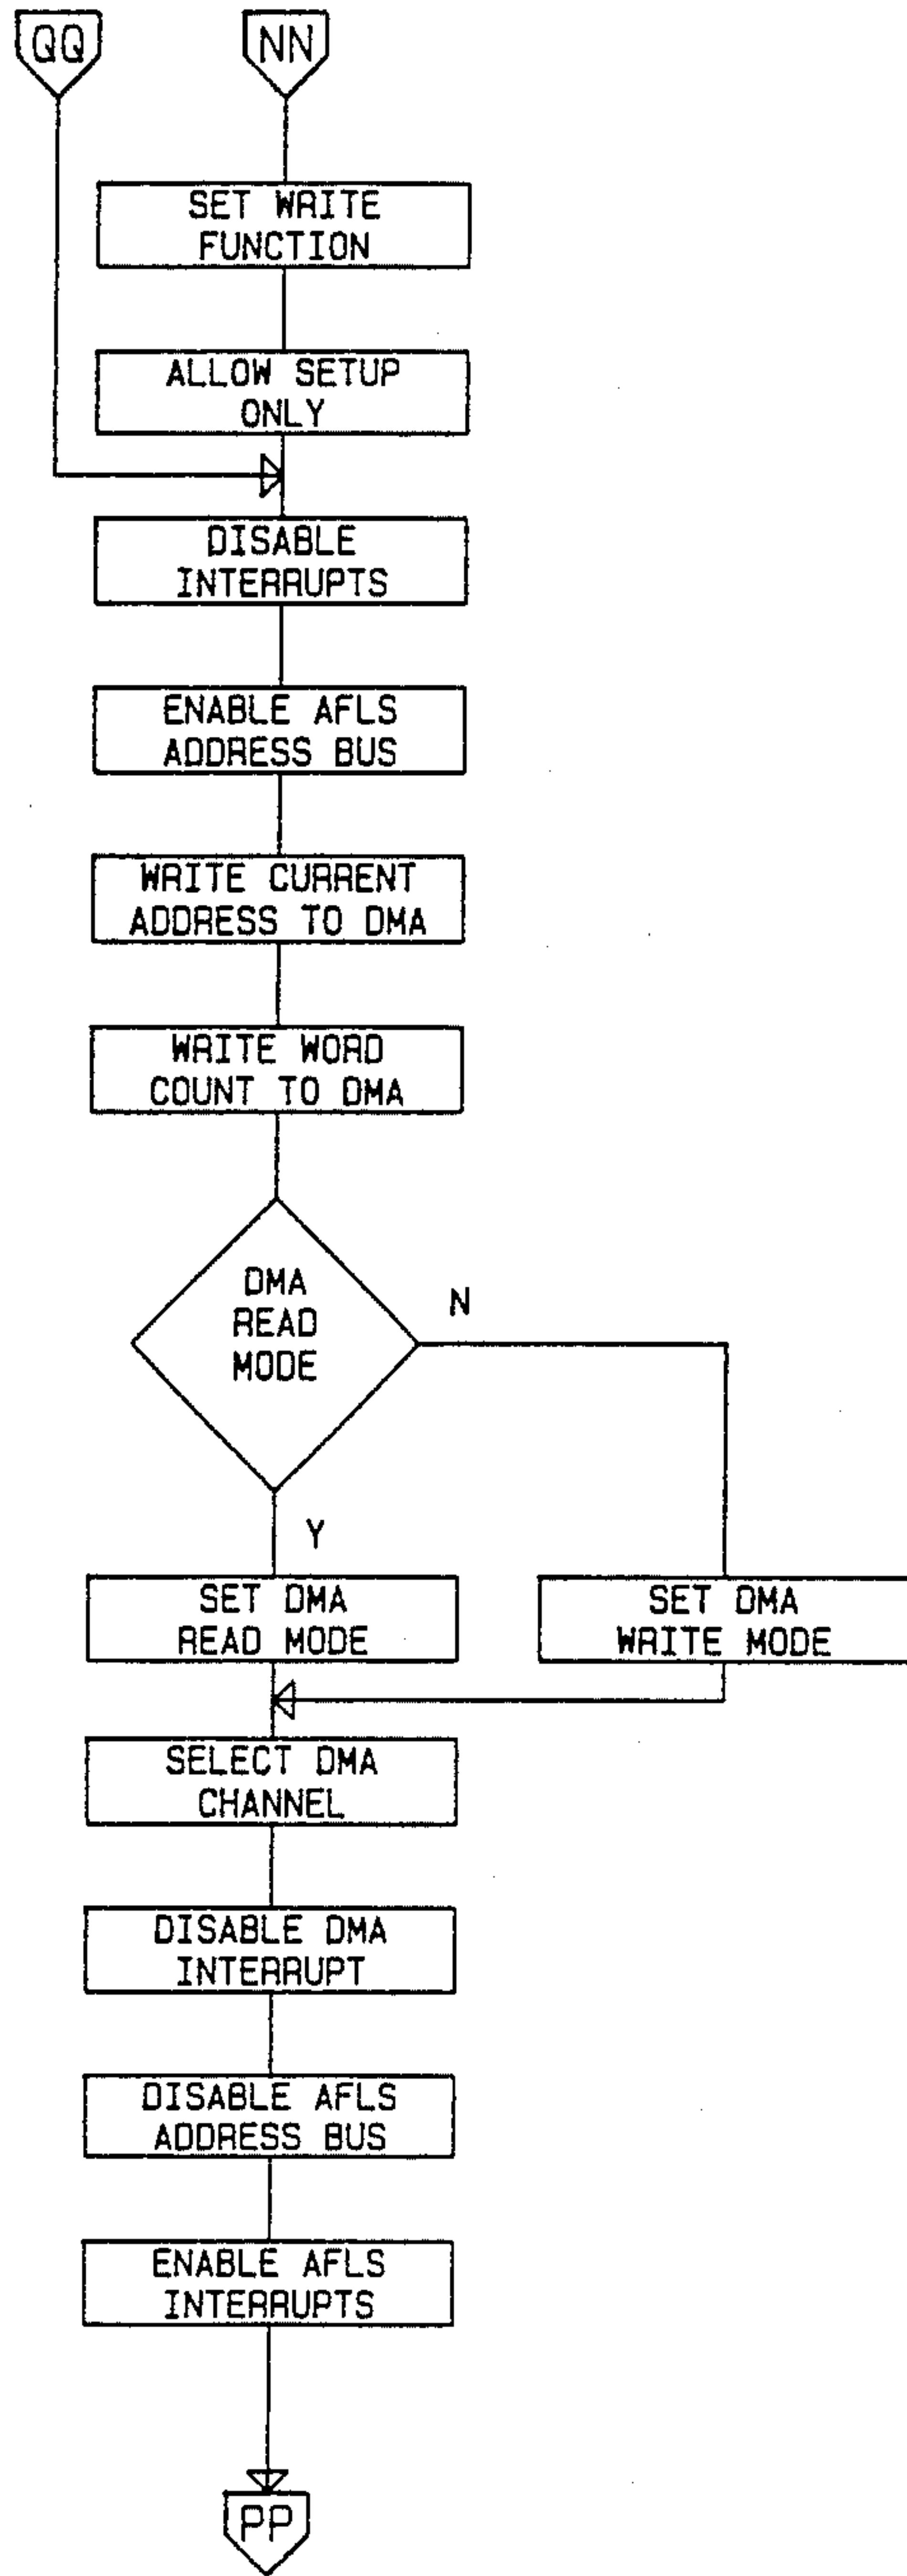 QQ
NN
SET WRITE
FUNCTION
ALLOW SETUP
ONLY
DISABLE
INTERRUPTS
ENABLE AFLS
ADDRESS BUS
WRITE CURRENT
ADDRESS TO DMA
WRITE WORD
COUNT TO DMA
DMA
READ
MODE
N
Y
SET DMA
READ MODE
SET DMA
WRITE MODE
SELECT DMA
CHANNEL
DISABLE DMA
INTERRUPT
DISABLE AFLS
ADDRESS BUS
ENABLE AFLS
INTERRUPTS
PP